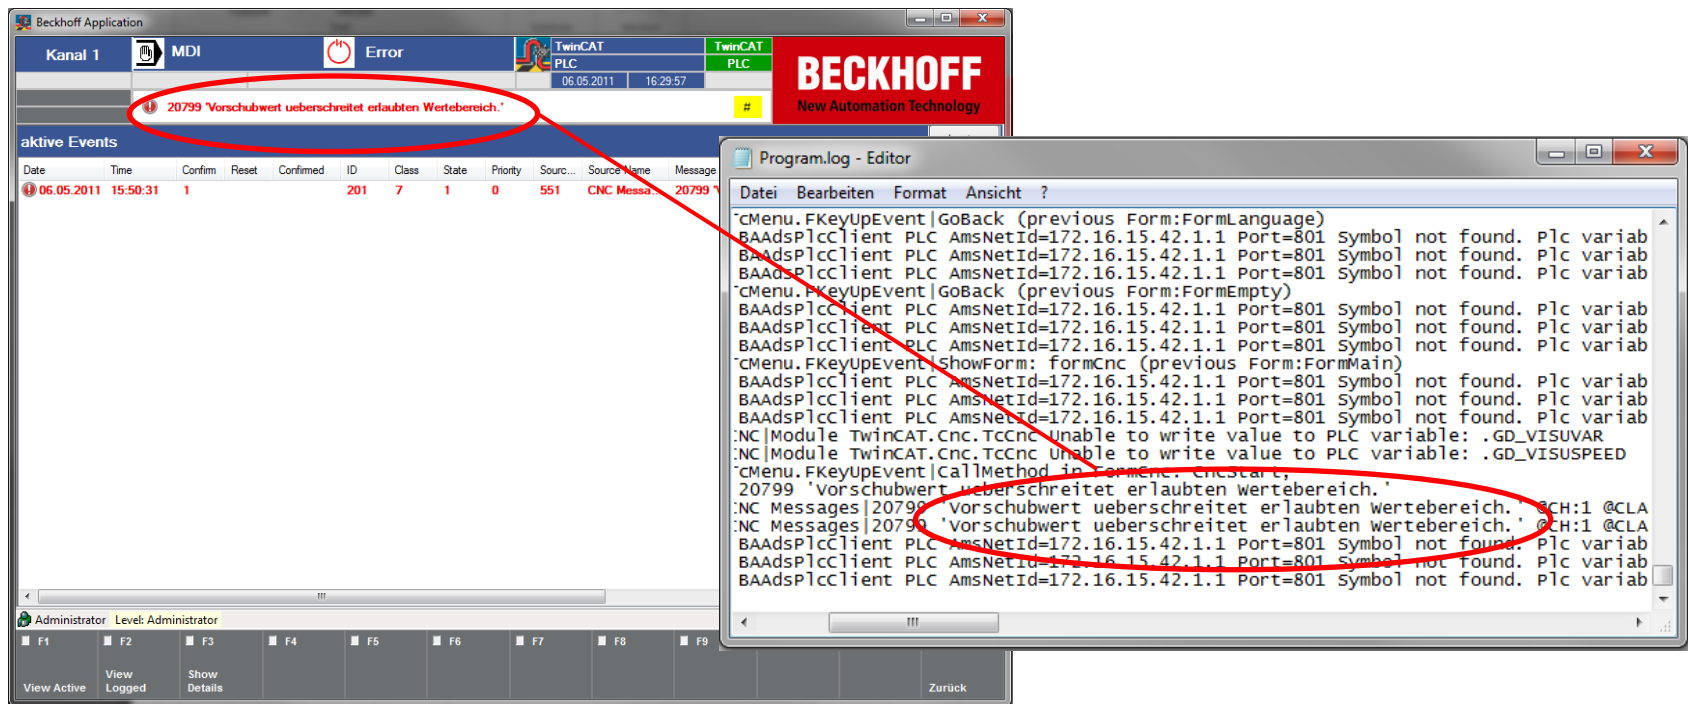 Beckhoff Application
Kanal 1
MDI
Error
TwinCAT
TwinCAT
PLC
PLC
06.05.2011 16:29:57
BECKHOFF
New Automation Technology
20799 'Vorschubwert ueberschreitet erlaubten Wertebereich.'
#
aktive Events
Date Time Confirm Reset Confirmed ID Class State Priority Sourc... Source Name Message
06.05.2011 15:50:31 1 201 7 1 0 551 CNC Messa... 20799
Administrator Level: Administrator
F1 F2 F3 F4 F5 F6 F7 F8 F9
View Active
View
Logged
Show
Details
Zurück
Program.log - Editor
Datei Bearbeiten Format Ansicht ?
cMenu.FKeyUpEvent|GoBack (previous Form:FormLanguage)
BAAdsPlcClient PLC AmsNetId=172.16.15.42.1.1 Port=801 Symbol not found. Plc variab
BAAdsPlcClient PLC AmsNetId=172.16.15.42.1.1 Port=801 Symbol not found. Plc variab
BAAdsPlcClient PLC AmsNetId=172.16.15.42.1.1 Port=801 Symbol not found. Plc variab
cMenu.FKeyUpEvent|GoBack (previous Form:FormEmpty)
BAAdsPlcClient PLC AmsNetId=172.16.15.42.1.1 Port=801 Symbol not found. Plc variab
BAAdsPlcClient PLC AmsNetId=172.16.15.42.1.1 Port=801 Symbol not found. Plc variab
BAAdsPlcClient PLC AmsNetId=172.16.15.42.1.1 Port=801 Symbol not found. Plc variab
cMenu.FKeyUpEvent|ShowForm: formCnc (previous Form:FormMain)
BAAdsPlcClient PLC AmsNetId=172.16.15.42.1.1 Port=801 Symbol not found. Plc variab
BAAdsPlcClient PLC AmsNetId=172.16.15.42.1.1 Port=801 Symbol not found. Plc variab
BAAdsPlcClient PLC AmsNetId=172.16.15.42.1.1 Port=801 Symbol not found. Plc variab
NC|Module TwinCAT.Cnc.TcCnc Unable to write value to PLC variable: .GD_VISUVAR
NC|Module TwinCAT.Cnc.TcCnc Unable to write value to PLC variable: .GD_VISUSPEED
cMenu.FKeyUpEvent|CallMethod in FormCnc: CncStart;
20799 'Vorschubwert ueberschreitet erlaubten Wertebereich.'
NC Messages|20799 'Vorschubwert ueberschreitet erlaubten Wertebereich.' @CH:1 @CLA
NC Messages|20799 'Vorschubwert ueberschreitet erlaubten Wertebereich.' @CH:1 @CLA
BAAdsPlcClient PLC AmsNetId=172.16.15.42.1.1 Port=801 Symbol not found. Plc variab
BAAdsPlcClient PLC AmsNetId=172.16.15.42.1.1 Port=801 Symbol not found. Plc variab
BAAdsPlcClient PLC AmsNetId=172.16.15.42.1.1 Port=801 Symbol not found. Plc variab